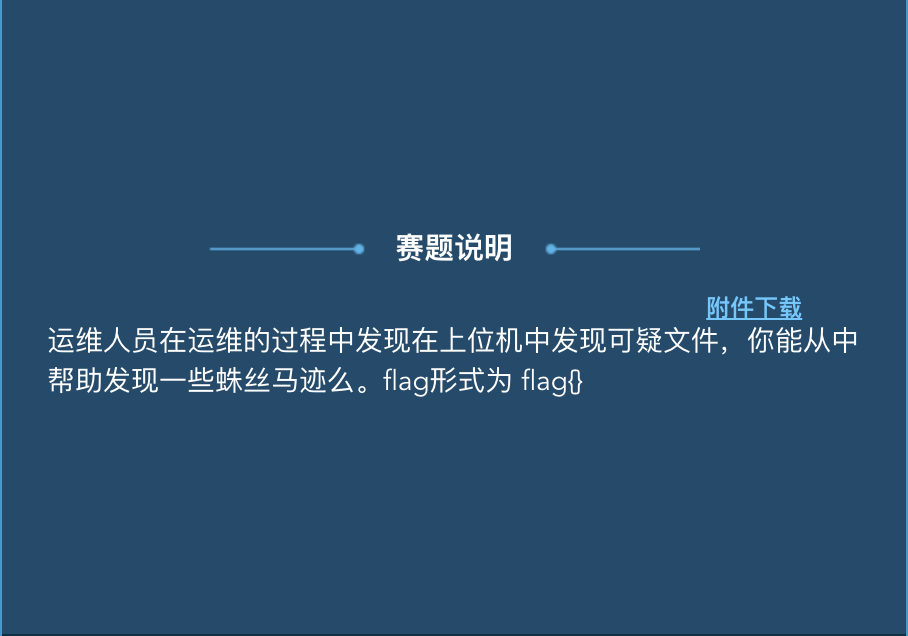 赛题说明
附件下载
运维人员在运维的过程中发现在上位机中发现可疑文件，你能从中
帮助发现一些蛛丝马迹么。flag形式为 flag{}